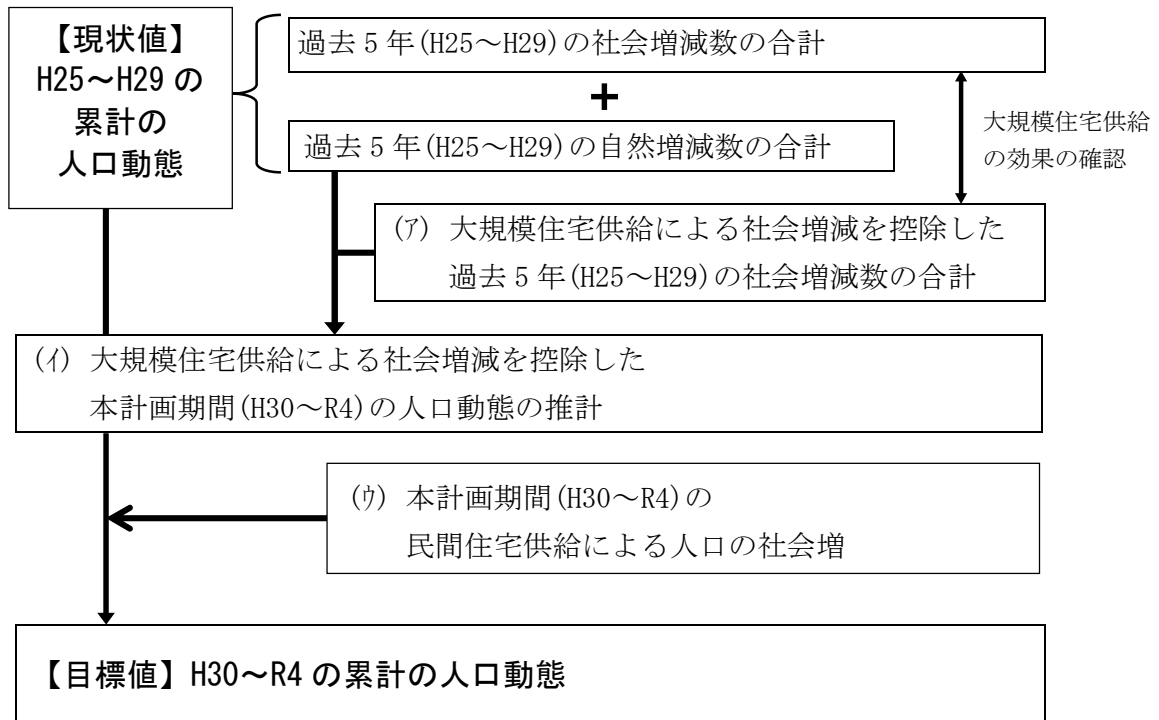 【現状値】
H25～H29 の
累計の
人口動態
過去 5 年(H25～H29)の社会増減数の合計
+
過去 5 年(H25～H29)の自然増減数の合計
大規模住宅供給
の効果の確認
(ｱ) 大規模住宅供給による社会増減を控除した
過去 5 年(H25～H29)の社会増減数の合計
(ｲ) 大規模住宅供給による社会増減を控除した
本計画期間(H30～R4)の人口動態の推計
(ｳ) 本計画期間(H30～R4)の
民間住宅供給による人口の社会増
【目標値】H30～R4 の累計の人口動態